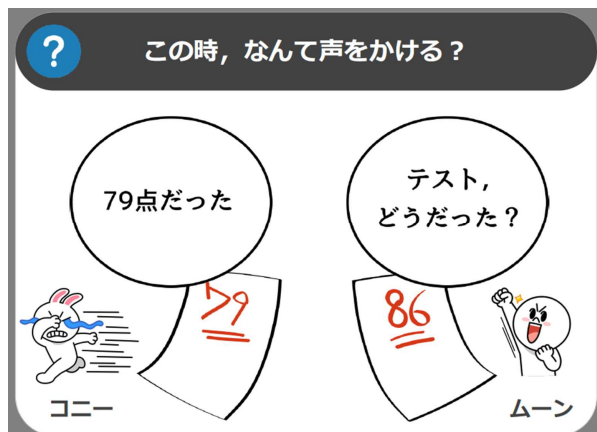 ?
この時，なんて声をかける？
79点だった
テスト，
どうだった？
79
86
コニー
ムーン